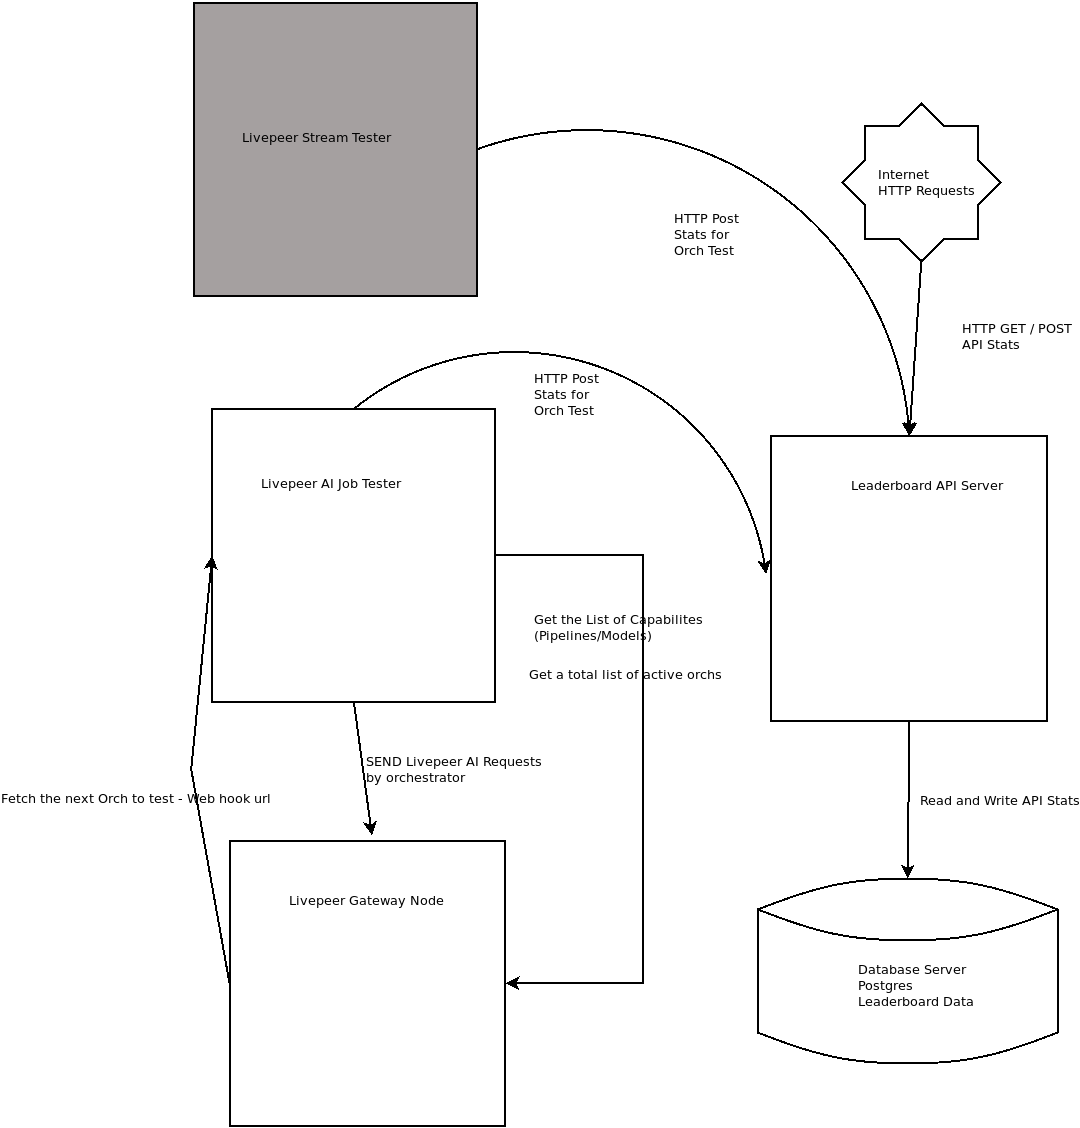 Livepeer Stream Tester
Internet
HTTP Requests
HTTP Post
Stats for
Orch Test
HTTP GET / POST
API Stats
HTTP Post
Stats for
Orch Test
Livepeer AI Job Tester
Leaderboard API Server
Get the List of Capabilites
(Pipelines/Models)
Get a total list of active orchs
SEND Livepeer AI Requests
by orchestrator
Fetch the next Orch to test - Web hook url
Read and Write API Stats
Livepeer Gateway Node
Database Server
Postgres
Leaderboard Data